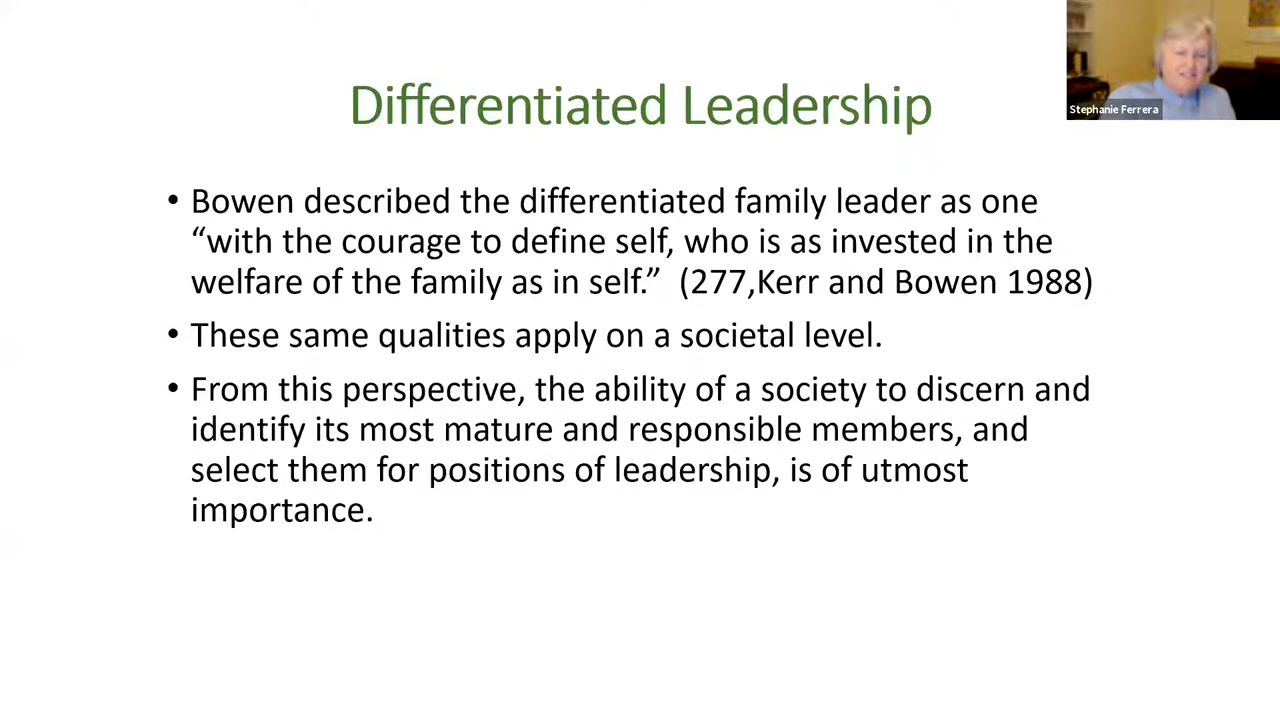 Differentiated Leadership
Stephanie Ferrera
• Bowen described the differentiated family leader as one
“with the courage to define self, who is as invested in the
welfare of the family as in self.”  (277,Kerr and Bowen 1988)
• These same qualities apply on a societal level.
• From this perspective, the ability of a society to discern and
identify its most mature and responsible members, and
select them for positions of leadership, is of utmost
importance.